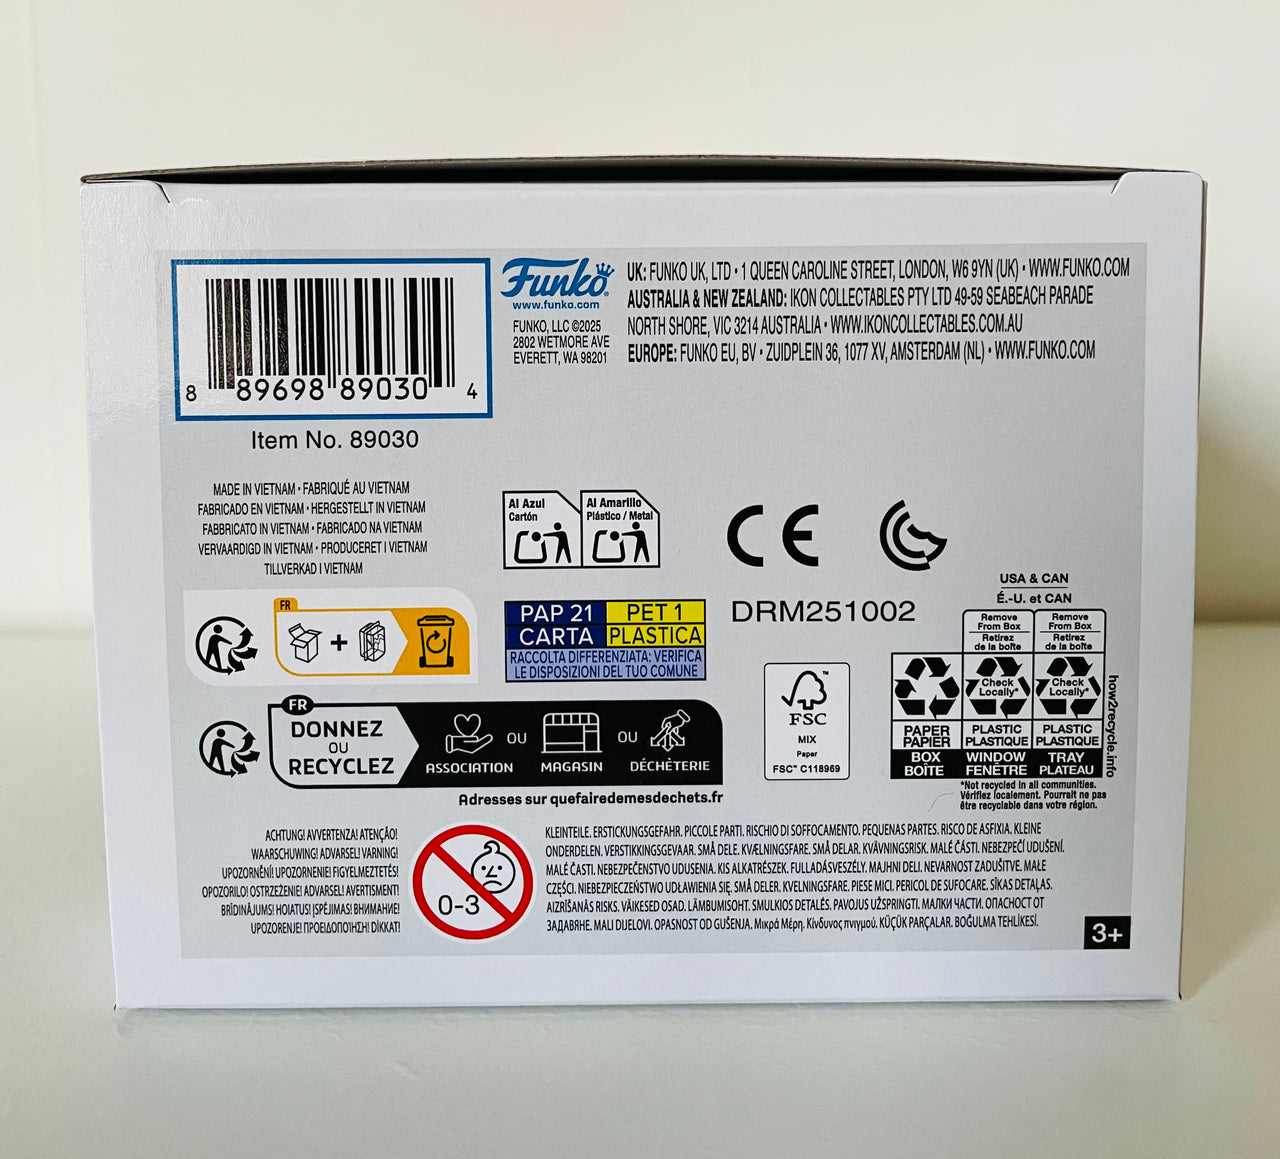 8 89698 89030 4
Item No. 89030
Funko®
www.funko.com
FUNKO, LLC ©2025
2802 WETMORE AVE
EVERETT, WA 98201
UK: FUNKO UK, LTD • 1 QUEEN CAROLINE STREET, LONDON, W6 9YN (UK) • WWW.FUNKO.COM
AUSTRALIA & NEW ZEALAND: IKON COLLECTABLES PTY LTD 49-59 SEABEACH PARADE
NORTH SHORE, VIC 3214 AUSTRALIA • WWW.IKONCOLLECTABLES.COM.AU
EUROPE: FUNKO EU, BV • ZUIDPLEIN 36, 1077 XV, AMSTERDAM (NL) • WWW.FUNKO.COM
MADE IN VIETNAM • FABRIQUÉ AU VIETNAM
FABRICADO EN VIETNAM • HERGESTELLT IN VIETNAM
FABBRICATO IN VIETNAM • FABRICADO NA VIETNAM
VERVAARDIGD IN VIETNAM • PRODUCERET I VIETNAM
TILLVERKAD I VIETNAM
Al Azul
Cartón
Al Amarillo
Plástico / Metal
CE
FR
+
PAP 21
CARTA
PET 1
PLASTICA
RACCOLTA DIFFERENZIATA: VERIFICA
LE DISPOSIZIONI DEL TUO COMUNE
DRM251002
FSC™
MIX
Paper
FSC™ C118969
USA & CAN
É.-U. et CAN
Remove
From Box
Retirez
de la boîte
Remove
From Box
Retirez
de la boîte
Check
Locally*
Check
Locally*
PAPER
PAPIER
PLASTIC
PLASTIQUE
PLASTIC
PLASTIQUE
BOX
BOÎTE
WINDOW
FENÊTRE
TRAY
PLATEAU
how2recycle.info
*Not recycled in all communities.
Vérifiez localement. Pourrait ne pas
être recyclable dans votre région.
FR
DONNEZ
OU
RECYCLEZ
ASSOCIATION
OU
MAGASIN
OU
DÉCHÈTERIE
Adresses sur quefairedemesdechets.fr
ACHTUNG! AVVERTENZA! ATENÇÃO!
WAARSCHUWING! ADVARSEL! VARNING!
UPOZORNĚNÍ! UPOZORNENIE! FIGYELMEZTETÉS!
OPOZORILO! OSTRZEŻENIE! ADVARSEL! AVERTISMENT!
BRĪDINĀJUMS! HOIATUS! ĮSPĖJIMAS! ВНИМАНИЕ!
UPOZORENJE! ΠΡΟΕΙΔΟΠΟΙΗΣΗ! DİKKAT!
0-3
KLEINTEILE. ERSTICKUNGSGEFAHR. PICCOLE PARTI. RISCHIO DI SOFFOCAMENTO. PEQUENAS PARTES. RISCO DE ASFIXIA. KLEINE
ONDERDELEN. VERSTIKKINGSGEVAAR. SMÅ DELE. KVÆLNINGSFARE. SMÅ DELAR. KVÄVNINGSRISK. MALÉ ČÁSTI. NEBEZPEČÍ UDUŠENÍ.
MALÉ ČASTI. NEBEZPEČENSTVO UDUSENIA. KIS ALKATRÉSZEK. FULLADÁSVESZÉLY. MAJHNI DELI. NEVARNOST ZADUŠITVE. MAŁE
CZĘŚCI. NIEBEZPIECZEŃSTWO UDŁAWIENIA SIĘ. SMÅ DELER. KVELNINGSFARE. PIESE MICI. PERICOL DE SUFOCARE. SĪKAS DETAĻAS.
AIZRĪŠANĀS RISKS. VÄIKESED OSAD. LÄMBUMISOHT. SMULKIOS DETALĖS. PAVOJUS UŽSPRINGTI. МАЛКИ ЧАСТИ. ОПАСНОСТ ОТ
ЗАДАВЯНЕ. MALI DIJELOVI. OPASNOST OD GUŠENJA. Μικρά Μέρη. Κίνδυνος πνιγμού. KÜÇÜK PARÇALAR. BOĞULMA TEHLİKESİ.
3+